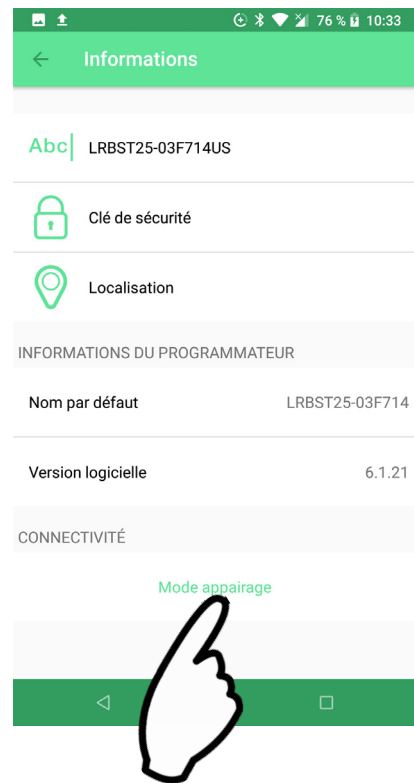 76 % 10:33
Informations
Abc LRBST25-03F714US
Clé de sécurité
Localisation
INFORMATIONS DU PROGRAMMATEUR
Nom par défaut LRBST25-03F714
Version logicielle 6.1.21
CONNECTIVITÉ
Mode appairage